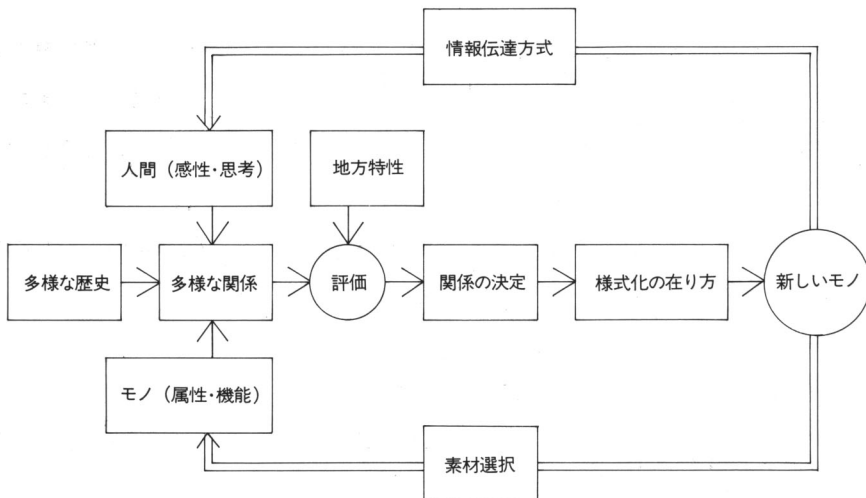 情報伝達方式
人間（感性・思考）
地方特性
多様な歴史
多様な関係
評価
関係の決定
様式化の在り方
新しいモノ
モノ（属性・機能）
素材選択